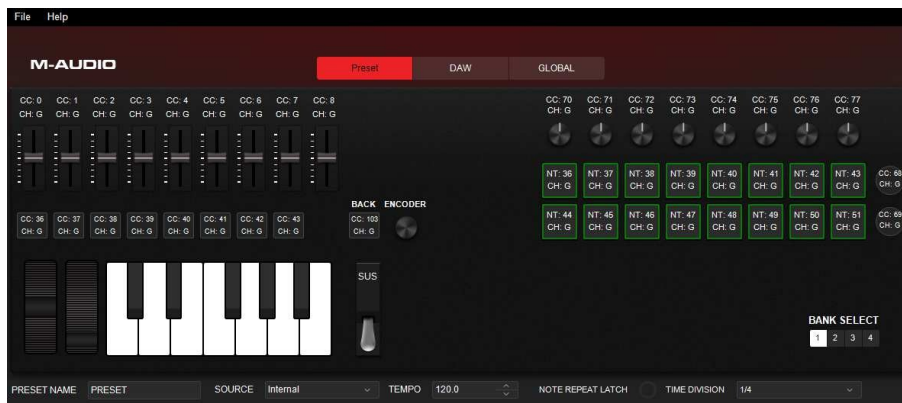 File Help
M-AUDIO
Preset DAW GLOBAL
CC: 0 CC: 1 CC: 2 CC: 3 CC: 4 CC: 5 CC: 6 CC: 7 CC: 8 CC: 70 CC: 71 CC: 72 CC: 73 CC: 74 CC: 75 CC: 76 CC: 77
CH: G CH: G CH: G CH: G CH: G CH: G CH: G CH: G CH: G CH: G CH: G CH: G CH: G CH: G CH: G CH: G CH: G
NT: 36 NT: 37 NT: 38 NT: 39 NT: 40 NT: 41 NT: 42 NT: 43 CC: 68
CH: G CH: G CH: G CH: G CH: G CH: G CH: G CH: G CH: G
BACK ENCODER
CC: 36 CC: 37 CC: 38 CC: 39 CC: 40 CC: 41 CC: 42 CC: 43 CC: 103 NT: 44 NT: 45 NT: 46 NT: 47 NT: 48 NT: 49 NT: 50 NT: 51 CC: 69
CH: G CH: G CH: G CH: G CH: G CH: G CH: G CH: G CH: G CH: G CH: G CH: G CH: G CH: G CH: G CH: G CH: G CH: G
SUS
BANK SELECT
1 2 3 4
PRESET NAME PRESET SOURCE Internal TEMPO 120.0 NOTE REPEAT LATCH TIME DIVISION 1/4